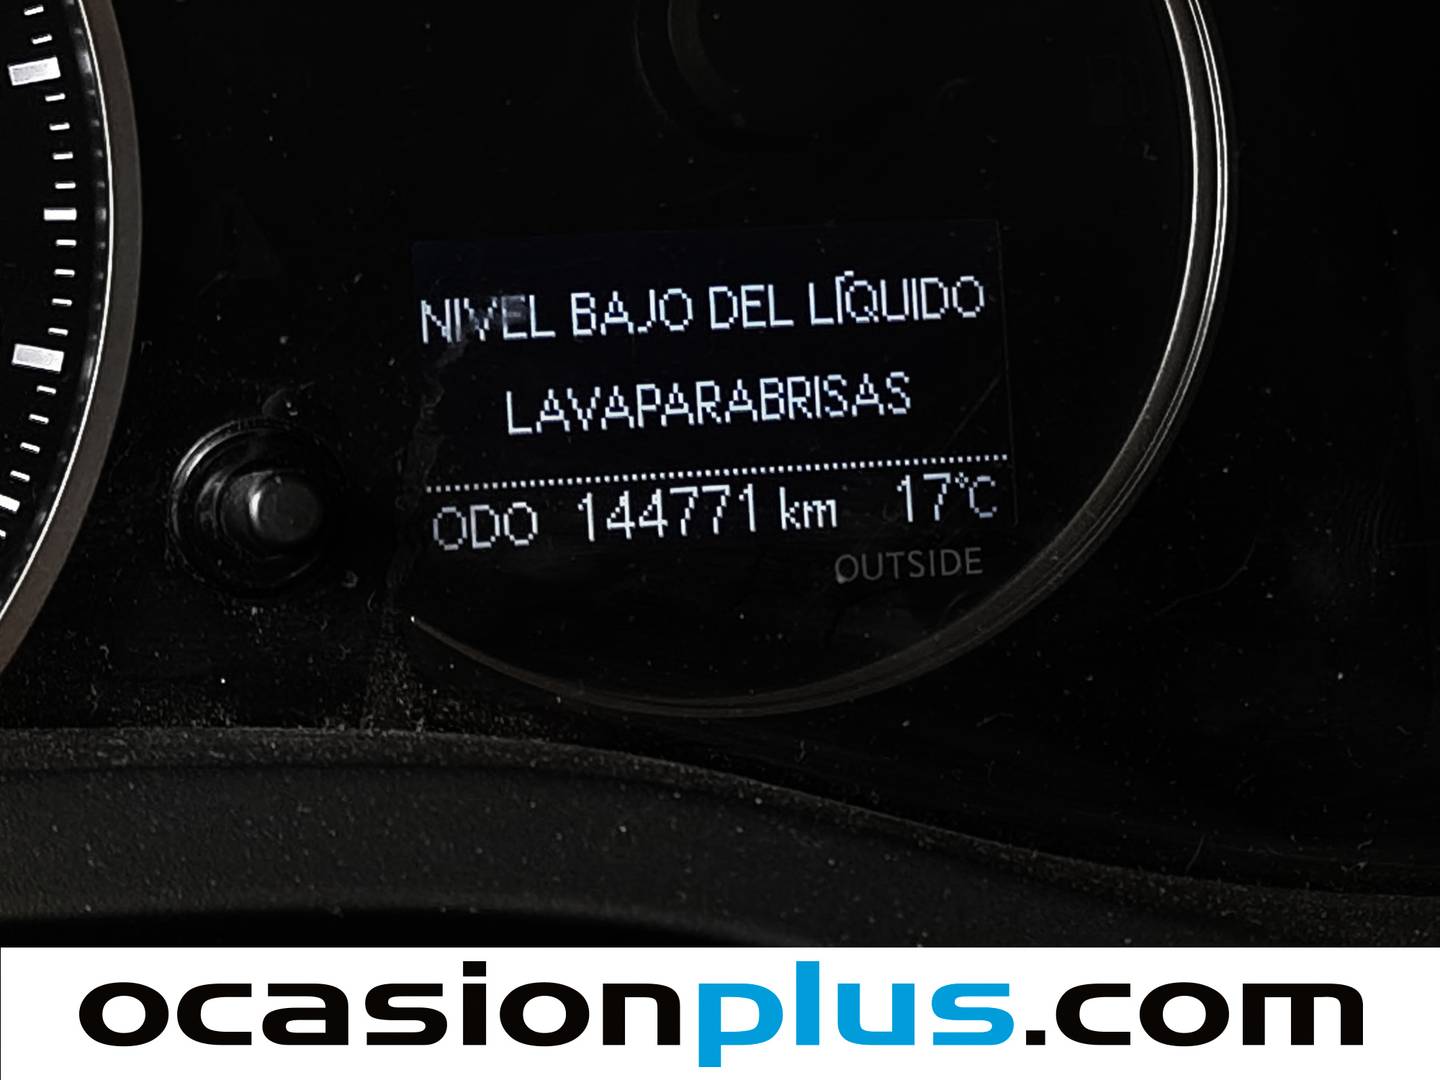 NIVEL BAJO DEL LÍQUIDO
LAVAPARABRISAS
ODO 144771 km 17°C
OUTSIDE
ocasionplus.com